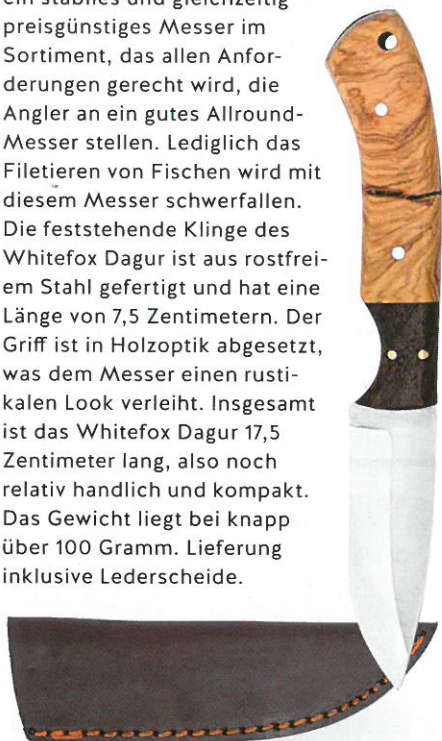 ein stabiles und gleichzeitig
preisgünstiges Messer im
Sortiment, das allen Anfor-
derungen gerecht wird, die
Angler an ein gutes Allround-
Messer stellen. Lediglich das
Filetieren von Fischen wird mit
diesem Messer schwerfallen.
Die feststehende Klinge des
Whitefox Dagur ist aus rostfrei-
em Stahl gefertigt und hat eine
Länge von 7,5 Zentimetern. Der
Griff ist in Holzoptik abgesetzt,
was dem Messer einen rusti-
kalen Look verleiht. Insgesamt
ist das Whitefox Dagur 17,5
Zentimeter lang, also noch
relativ handlich und kompakt.
Das Gewicht liegt bei knapp
über 100 Gramm. Lieferung
inklusive Lederscheide.